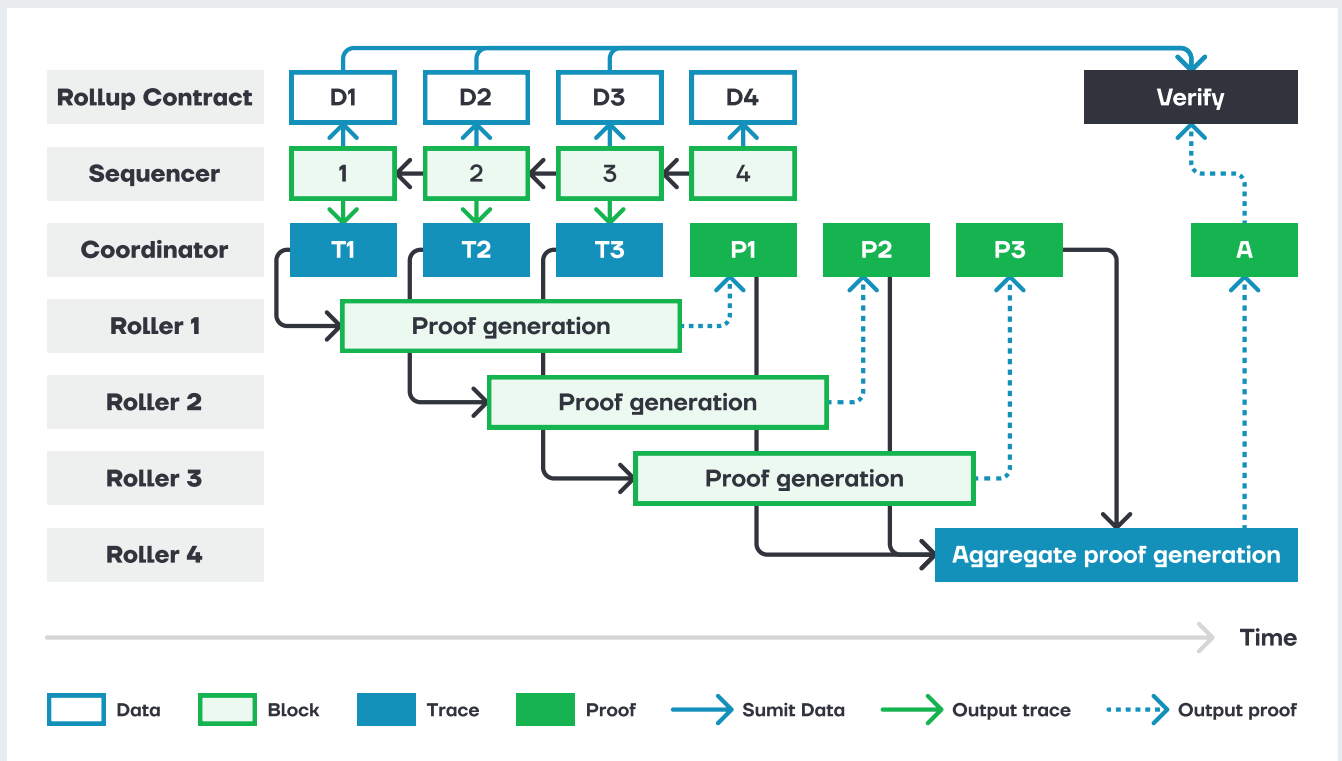 Rollup Contract D1 D2 D3 D4 Verify
Sequencer 1 2 3 4
Coordinator T1 T2 T3 P1 P2 P3 A
Roller 1 Proof generation
Roller 2 Proof generation
Roller 3 Proof generation
Roller 4 Aggregate proof generation
Time
Data Block Trace Proof Sumit Data Output trace Output proof